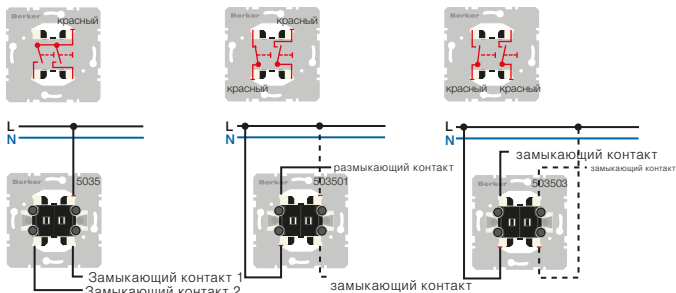 Berker
красный
Berker
красный
красный
Berker
красный красный
L
N
Berker
5035
Замыкающий контакт 1
Замыкающий контакт 2
L
N
размыкающий контакт
Berker
503501
замыкающий контакт
L
N
замыкающий контакт
замыкающий контакт
Berker
503503